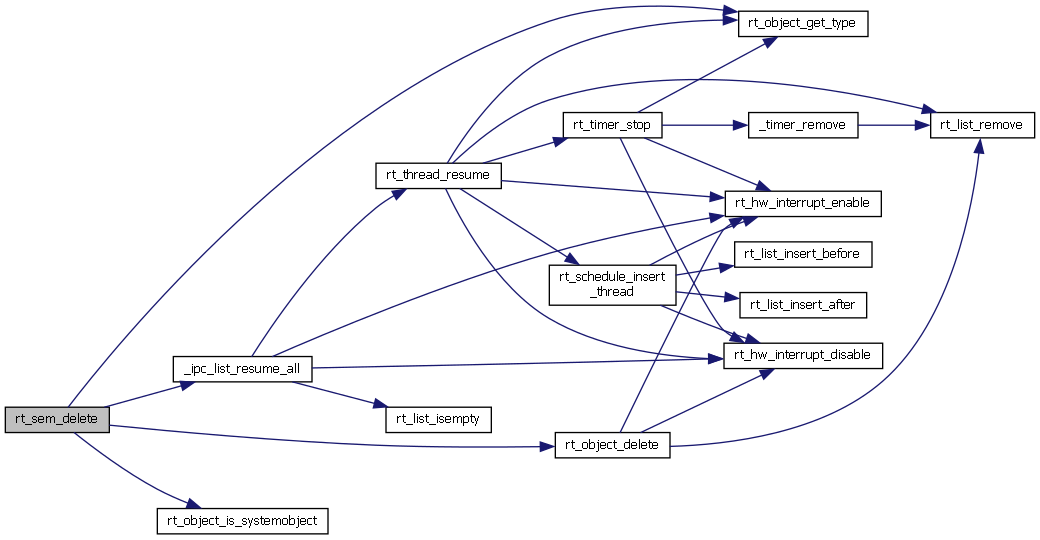 rt_object_get_type
rt_timer_stop
_timer_remove
rt_list_remove
rt_thread_resume
rt_hw_interrupt_enable
rt_list_insert_before
rt_schedule_insert
_thread
rt_list_insert_after
rt_hw_interrupt_disable
_ipc_list_resume_all
rt_sem_delete
rt_list_isempty
rt_object_delete
rt_object_is_systemobject